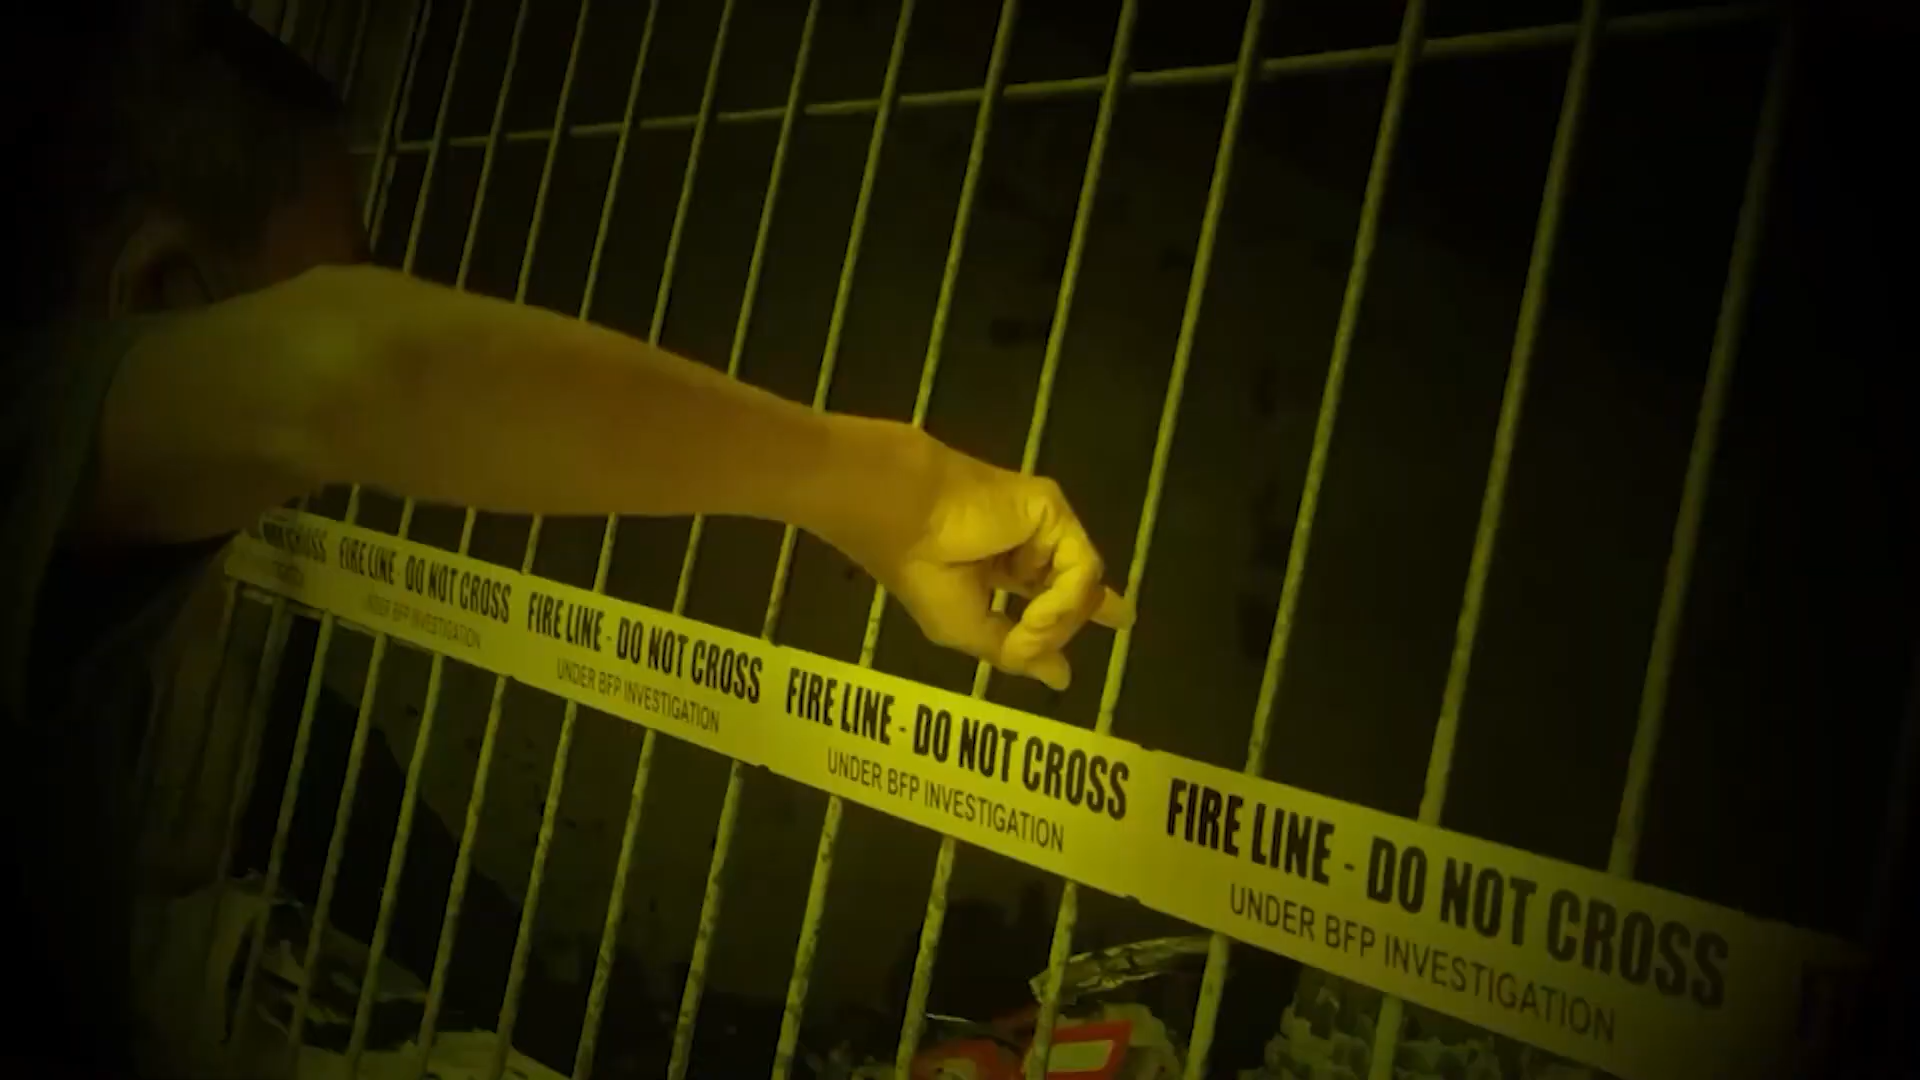 CROSS FIRE LINE - DO NOT CROSS FIRE LINE - DO NOT CROSS FIRE LINE - DO NOT CROSS FIRE LINE - DO NOT CROSS
UNDER BFP INVESTIGATION UNDER BFP INVESTIGATION UNDER BFP INVESTIGATION UNDER BFP INVESTIGATION